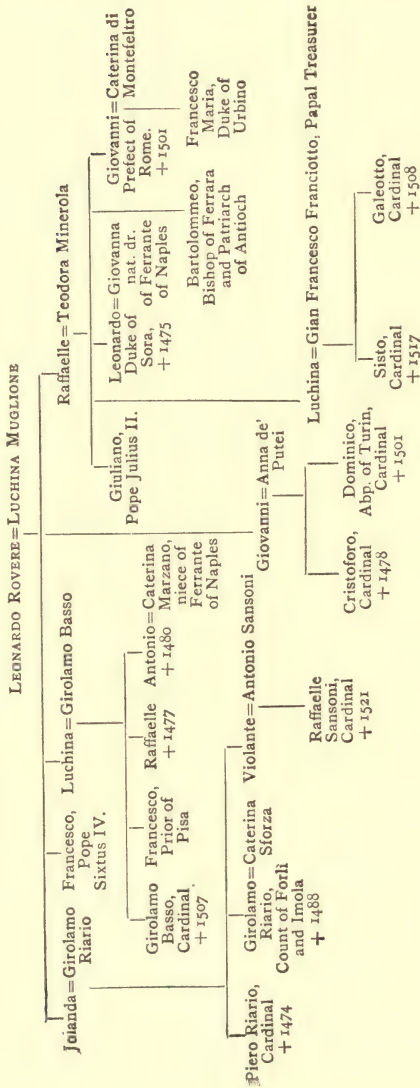 LEONARDO ROVERE=LUCHINA MUGLIONE
Joianda=Girolamo
Riario
Francesco,
Pope
Sixtus IV.
Luchina=Girolamo Basso
Raffaelle=Teodora Minerola
Girolamo
Basso,
Cardinal
+ 1507
Francesco,
Prior of
Pisa
Raffaelle
+ 1477
Antonio=Caterina
+ 1480 Marzano,
niece of
Ferrante
of Naples
Giuliano,
Pope Julius II.
Leonardo=Giovanna
Duke of nat. dr.
Sora, of Ferrante
+ 1475 of Naples
Giovanni=Caterina di
Prefect of Montefeltro
Rome.
+ 1501
Bartolommeo,
Bishop of Ferrara
and Patriarch
of Antioch
Francesco
Maria,
Duke of
Urbino
Piero Riario,
Cardinal
+ 1474
Girolamo=Caterina
Riario, Sforza
Count of Forlì
and Imola
+ 1488
Violante=Antonio Sansoni
Giovanni=Anna de'
Putei
Luchina=Gian Francesco Franciotto, Papal Treasurer
Raffaelle
Sansoni,
Cardinal
+ 1521
Cristoforo,
Cardinal
+ 1478
Dominico,
Abp. of Turin,
Cardinal
+ 1501
Sisto,
Cardinal
+ 1517
Galeotto,
Cardinal
+ 1508